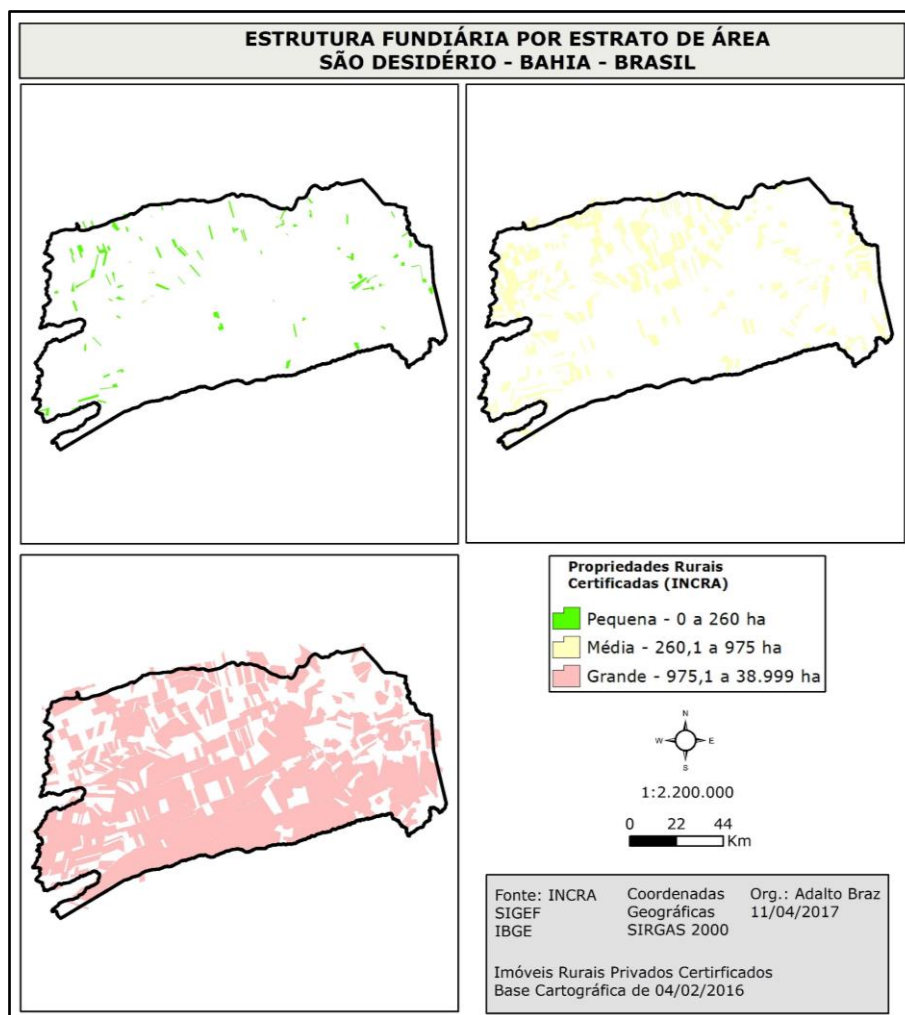 ESTRUTURA FUNDIÁRIA POR ESTRATO DE ÁREA
SÃO DESIDÉRIO - BAHIA - BRASIL
Propriedades Rurais
Certificadas (INCRA)
Pequena - 0 a 260 ha
Média - 260,1 a 975 ha
Grande - 975,1 a 38.999 ha
N
W E
S
1:2.200.000
0 22 44
Km
Fonte: INCRA
SIGEF
IBGE
Coordenadas
Geográficas
SIRGAS 2000
Org.: Adalto Braz
11/04/2017
Imóveis Rurais Privados Certirficados
Base Cartográfica de 04/02/2016